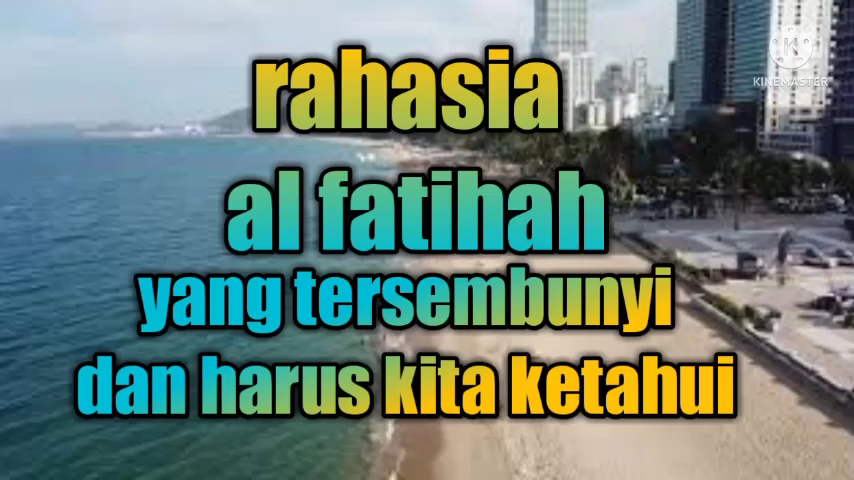 KINEMASTER
rahasia
al fatihah
yang tersembunyi
dan harus kita ketahui